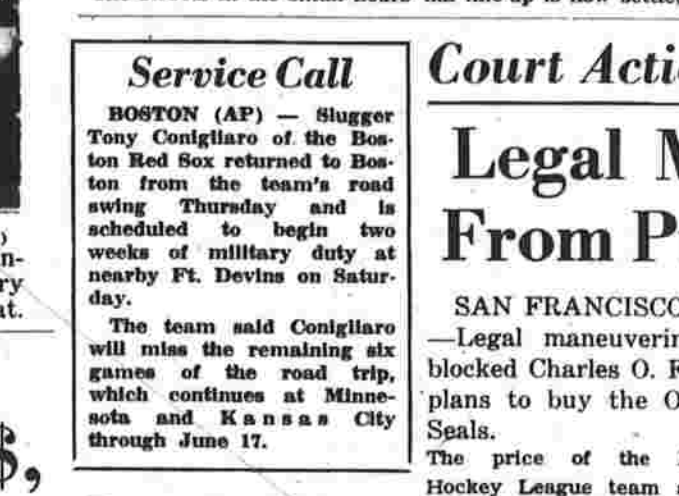 Service Call
BOSTON (AP) — Slugger
Tony Conigliaro of the Bos-
ton Red Sox returned to Bos-
ton from the team's road
swing Thursday and is
scheduled to begin two
weeks of military duty at
nearby Ft. Devins on Satur-
day.
The team said Conigliaro
will miss the remaining six
games of the road trip,
which continues at Minne-
sota and Kansas City
through June 17.
Court Acti
Legal M
From P
SAN FRANCISCO
—Legal maneuverin
blocked Charles O. F
plans to buy the O
Seals.
The price of the
Hockey League team
n-
ry
at.
$,